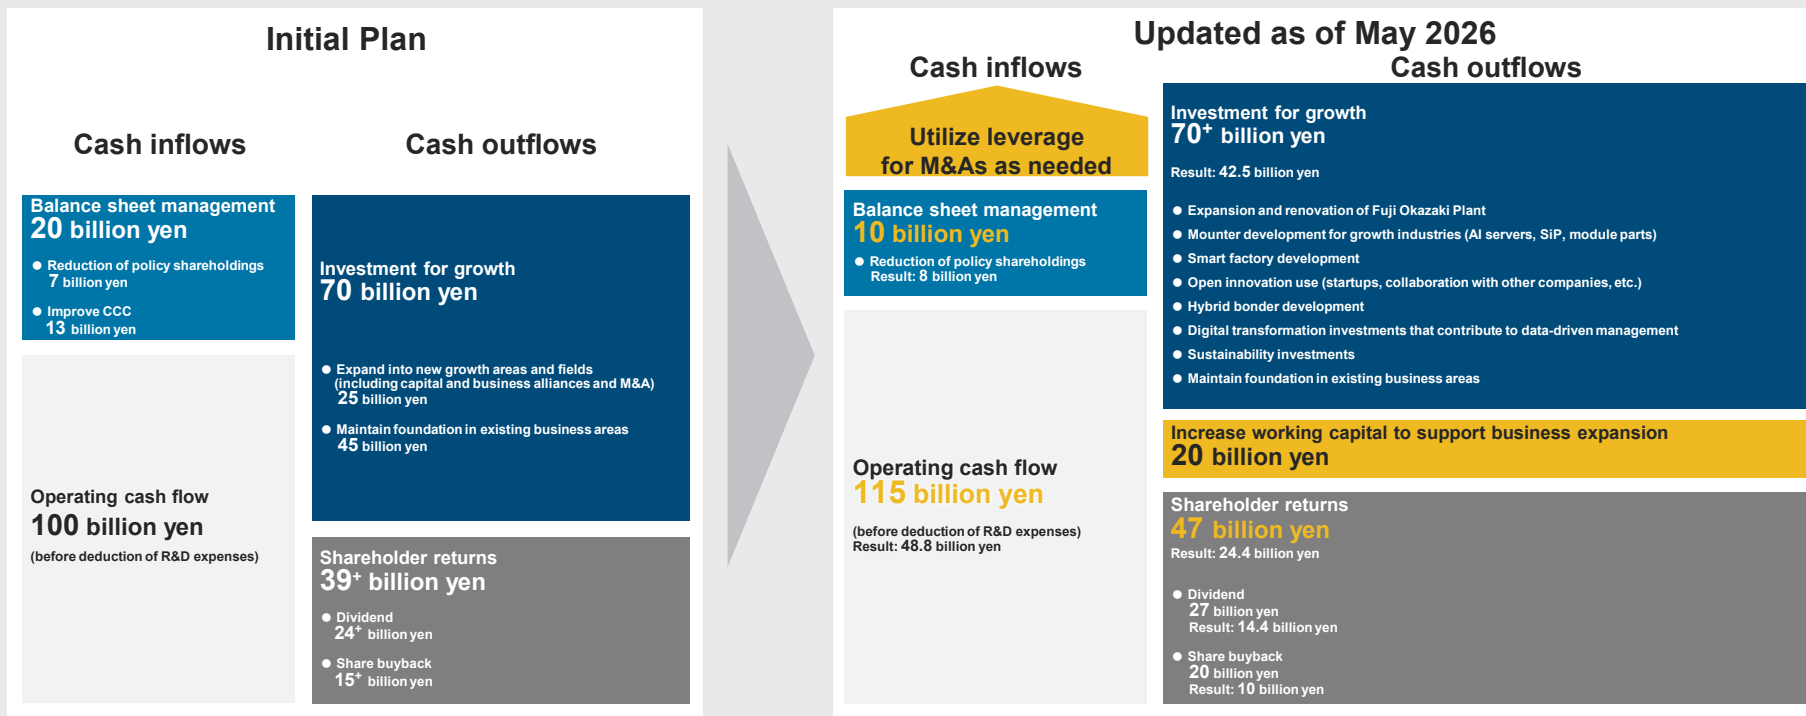 Initial Plan
Cash inflows
Cash outflows
Balance sheet management
20 billion yen
● Reduction of policy shareholdings
7 billion yen
● Improve CCC
13 billion yen
Operating cash flow
100 billion yen
(before deduction of R&D expenses)
Investment for growth
70 billion yen
● Expand into new growth areas and fields
(including capital and business alliances and M&A)
25 billion yen
● Maintain foundation in existing business areas
45 billion yen
Shareholder returns
39+ billion yen
● Dividend
24+ billion yen
● Share buyback
15+ billion yen
Updated as of May 2026
Cash inflows
Cash outflows
Utilize leverage
for M&As as needed
Balance sheet management
10 billion yen
● Reduction of policy shareholdings
Result: 8 billion yen
Operating cash flow
115 billion yen
(before deduction of R&D expenses)
Result: 48.8 billion yen
Investment for growth
70+ billion yen
Result: 42.5 billion yen
● Expansion and renovation of Fuji Okazaki Plant
● Mounter development for growth industries (AI servers, SiP, module parts)
● Smart factory development
● Open innovation use (startups, collaboration with other companies, etc.)
● Hybrid bonder development
● Digital transformation investments that contribute to data-driven management
● Sustainability investments
● Maintain foundation in existing business areas
Increase working capital to support business expansion
20 billion yen
Shareholder returns
47 billion yen
Result: 24.4 billion yen
● Dividend
27 billion yen
Result: 14.4 billion yen
● Share buyback
20 billion yen
Result: 10 billion yen